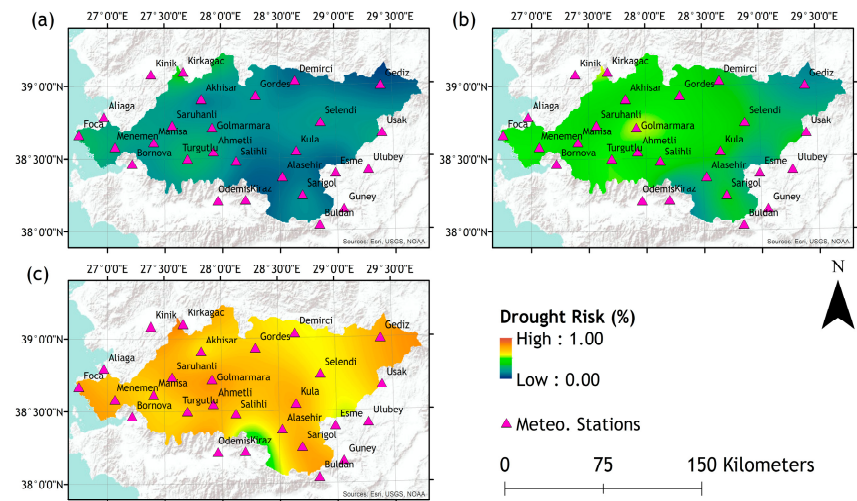 (a)
27°0'0"E 27°30'0"E 28°0'0"E 28°30'0"E 29°0'0"E 29°30'0"E
39°0'0"N
38°30'0"N
38°0'0"N
Kinik
Kirkagac
Demirci
Gediz
Akhisar
Gordes
Aliaga
Saruhanli
Selendi
Foca
Golmarmara
Usak
Menemen
Manisa
Ahmetli
Kula
Bornova
Turgutlu
Salihli
Alasehir
Esme
Ulubey
Odemis
Kiraz
Sarigol
Guney
Buldan
Sources: Esri, USGS, NOAA
(b)
27°0'0"E 27°30'0"E 28°0'0"E 28°30'0"E 29°0'0"E 29°30'0"E
39°0'0"N
38°30'0"N
38°0'0"N
Kinik
Kirkagac
Demirci
Gediz
Akhisar
Gordes
Aliaga
Saruhanli
Selendi
Foca
Golmarmara
Usak
Menemen
Manisa
Ahmetli
Kula
Bornova
Turgutlu
Salihli
Alasehir
Esme
Ulubey
Odemis
Kiraz
Sarigol
Guney
Buldan
Sources: Esri, USGS, NOAA
(c)
27°0'0"E 27°30'0"E 28°0'0"E 28°30'0"E 29°0'0"E 29°30'0"E
39°0'0"N
38°30'0"N
38°0'0"N
Kinik
Kirkagac
Demirci
Gediz
Akhisar
Gordes
Aliaga
Saruhanli
Selendi
Foca
Golmarmara
Usak
Menemen
Manisa
Ahmetli
Kula
Bornova
Turgutlu
Salihli
Alasehir
Esme
Ulubey
Odemis
Kiraz
Sarigol
Guney
Buldan
Sources: Esri, USGS, NOAA
N
Drought Risk (%)
High : 1.00
Low : 0.00
Meteo. Stations
0 75 150 Kilometers